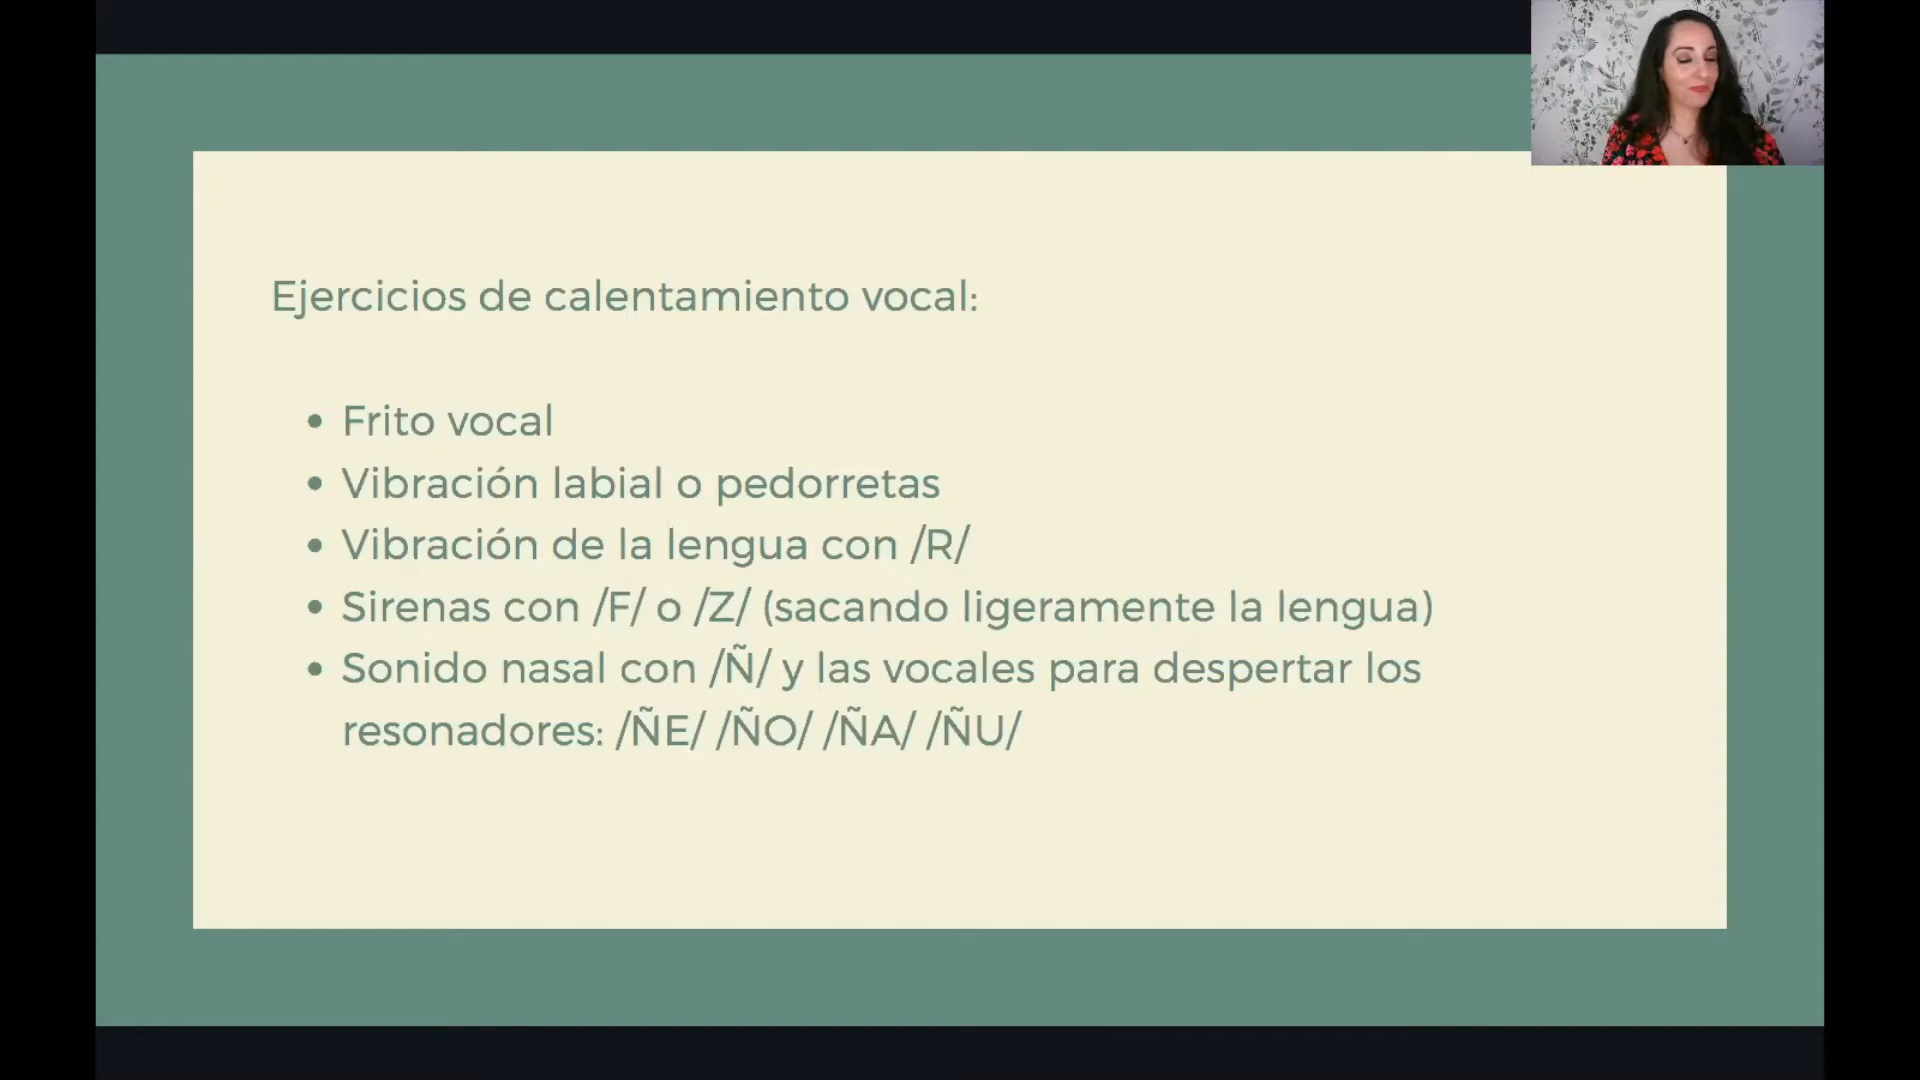 Ejercicios de calentamiento vocal:
• Frito vocal
• Vibración labial o pedorretas
• Vibración de la lengua con /R/
• Sirenas con /F/ o /Z/ (sacando ligeramente la lengua)
• Sonido nasal con /Ñ/ y las vocales para despertar los
resonadores: /ÑE/ /ÑO/ /ÑA/ /ÑU/